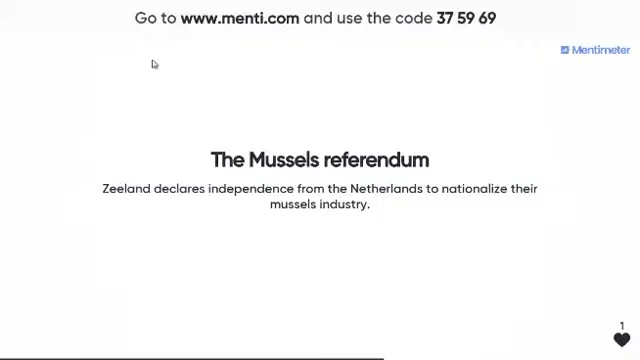 Go to www.menti.com and use the code 37 59 69
Mentimeter
The Mussels referendum
Zeeland declares independence from the Netherlands to nationalize their
mussels industry.
1